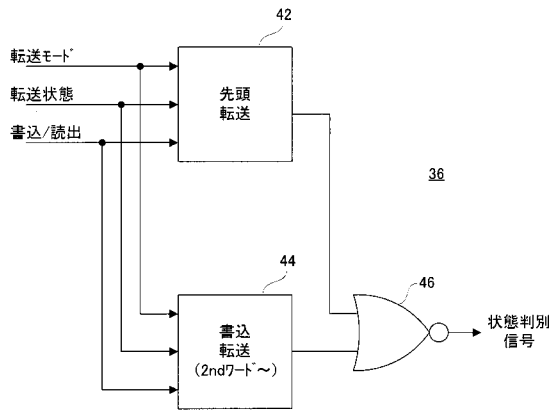 42
転送モード
転送状態
書込/読出
先頭
転送
36
44
46
書込
転送
(2ndワード~)
状態判別
信号